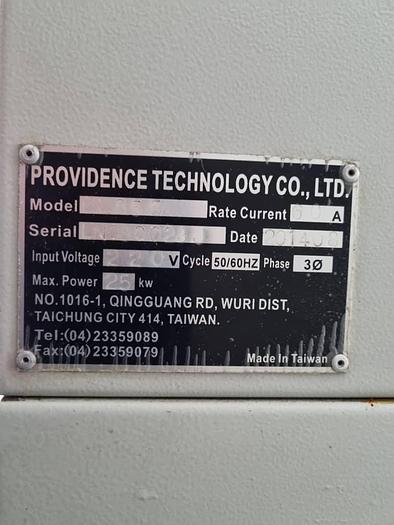 PROVIDENCE TECHNOLOGY CO., LTD.
Model Rate Current A
Serial Date
Input Voltage 220 V Cycle 50/60HZ Phase 3Ø
Max. Power 25 kw
NO.1016-1, QINGGUANG RD, WURI DIST,
TAICHUNG CITY 414, TAIWAN.
Tel:(04)23359089
Fax:(04)23359079
Made In Taiwan